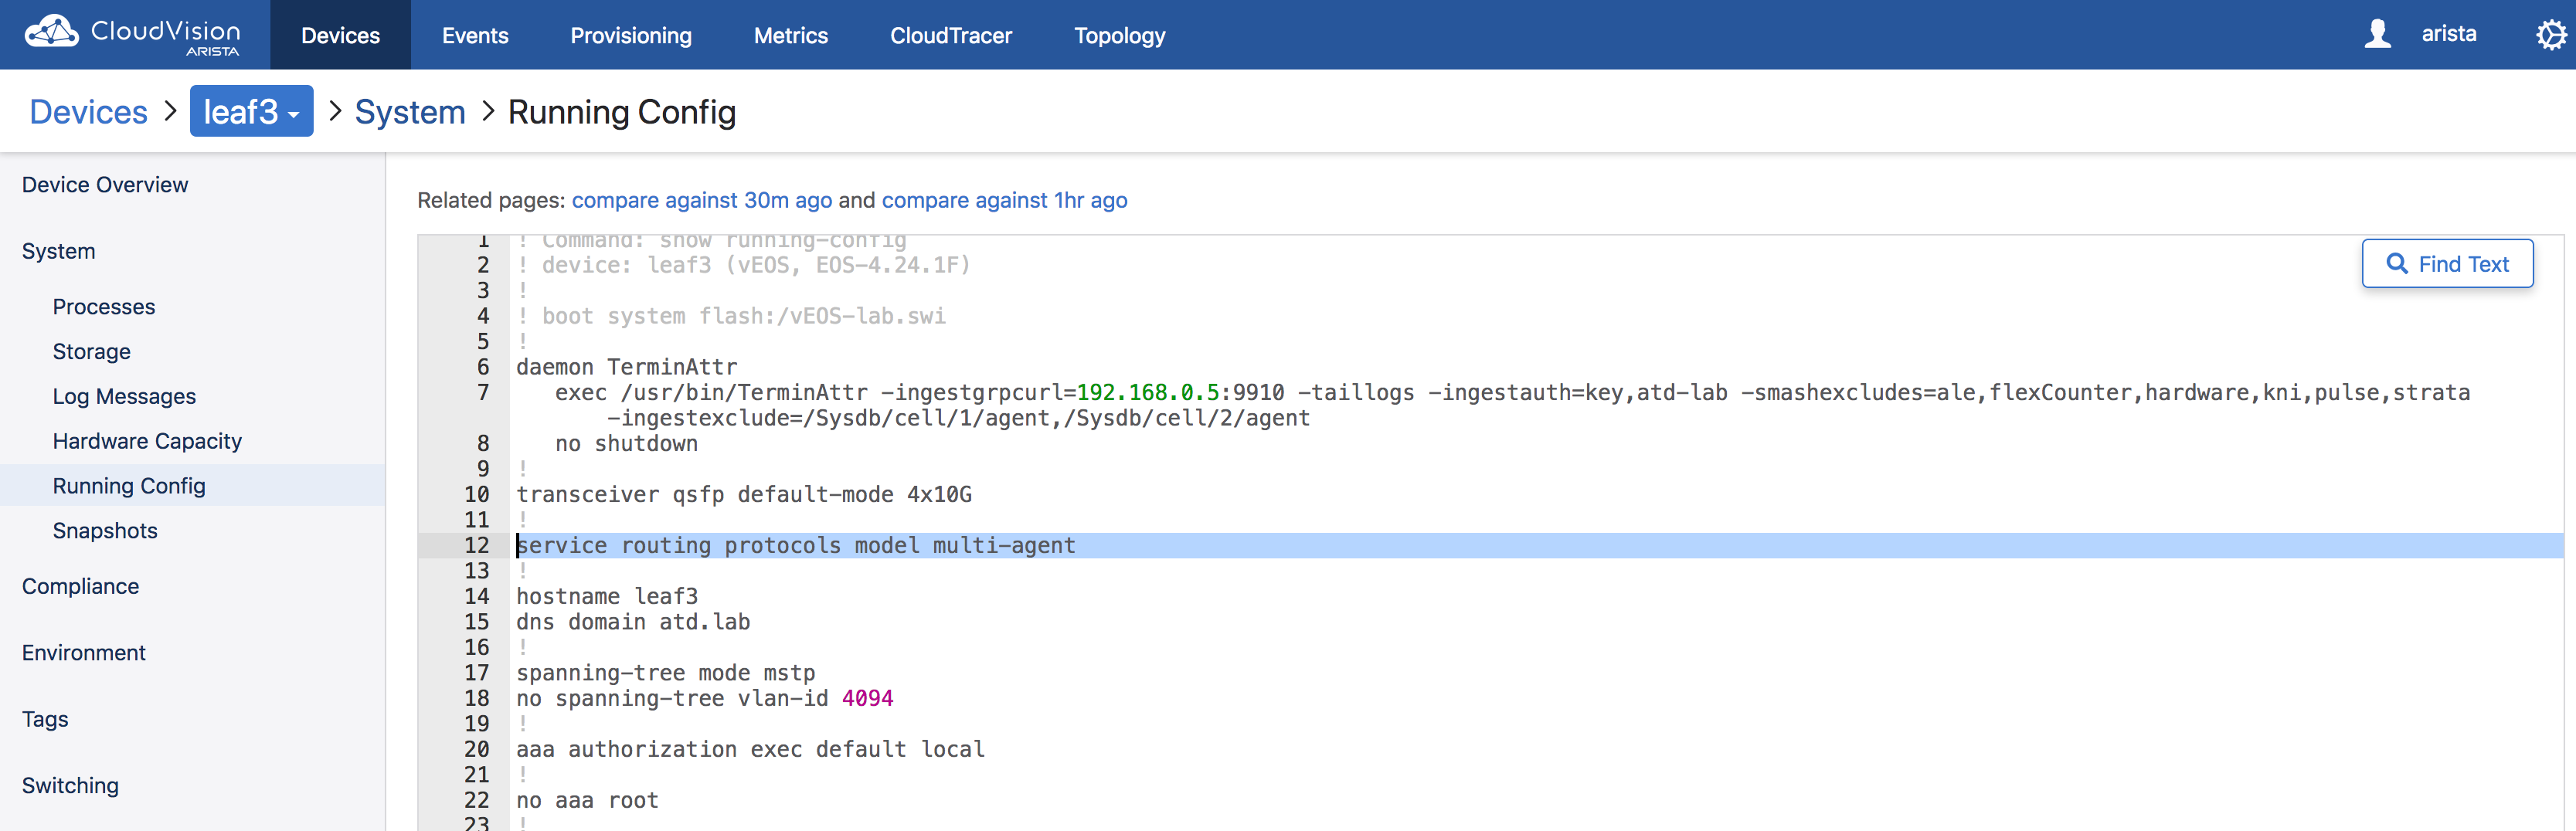 CloudVision
ARISTA
Devices Events Provisioning Metrics CloudTracer Topology arista
Devices > leaf3 > System > Running Config
Device Overview
System
Processes
Storage
Log Messages
Hardware Capacity
Running Config
Snapshots
Compliance
Environment
Tags
Switching
Related pages: compare against 30m ago and compare against 1hr ago
Find Text
1 ! Command: show running-config
2 ! device: leaf3 (vEOS, EOS-4.24.1F)
3 !
4 ! boot system flash:/vEOS-lab.swi
5 !
6 daemon TerminAttr
7 exec /usr/bin/TerminAttr -ingestgrpcurl=192.168.0.5:9910 -taillogs -ingestauth=key,atd-lab -smashexcludes=ale,flexCounter,hardware,kni,pulse,strata
-ingestexclude=/Sysdb/cell/1/agent,/Sysdb/cell/2/agent
8 no shutdown
9 !
10 transceiver qsfp default-mode 4x10G
11 !
12 service routing protocols model multi-agent
13 !
14 hostname leaf3
15 dns domain atd.lab
16 !
17 spanning-tree mode mstp
18 no spanning-tree vlan-id 4094
19 !
20 aaa authorization exec default local
21 !
22 no aaa root
23 !